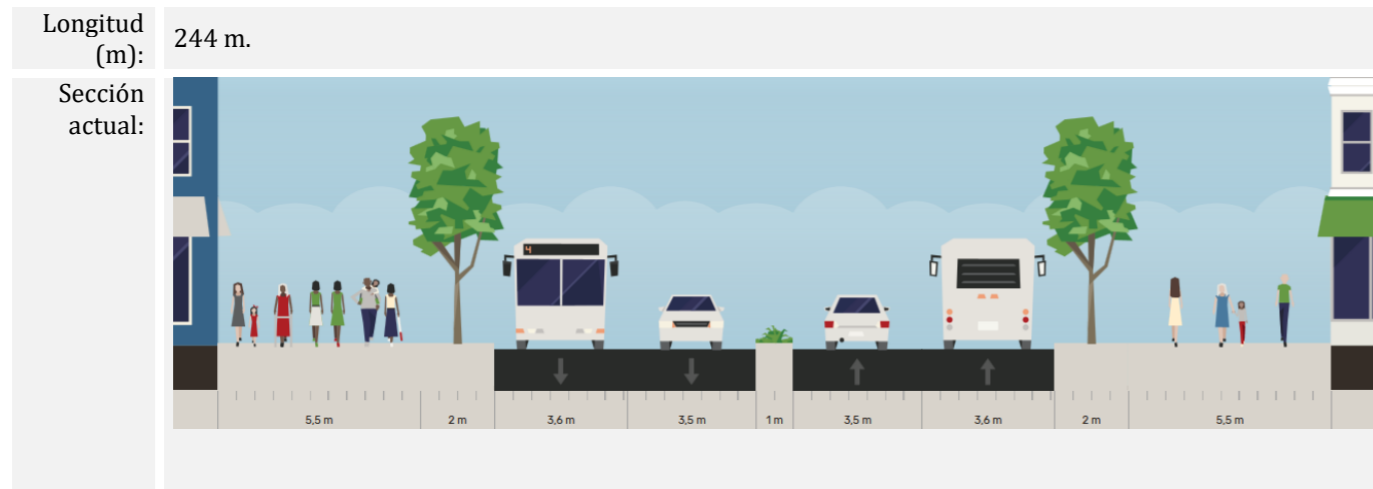 Longitud
(m):
244 m.
Sección
actual:
4
5,5 m 2 m 3,6 m 3,5 m 1 m 3,5 m 3,6 m 2 m 5,5 m